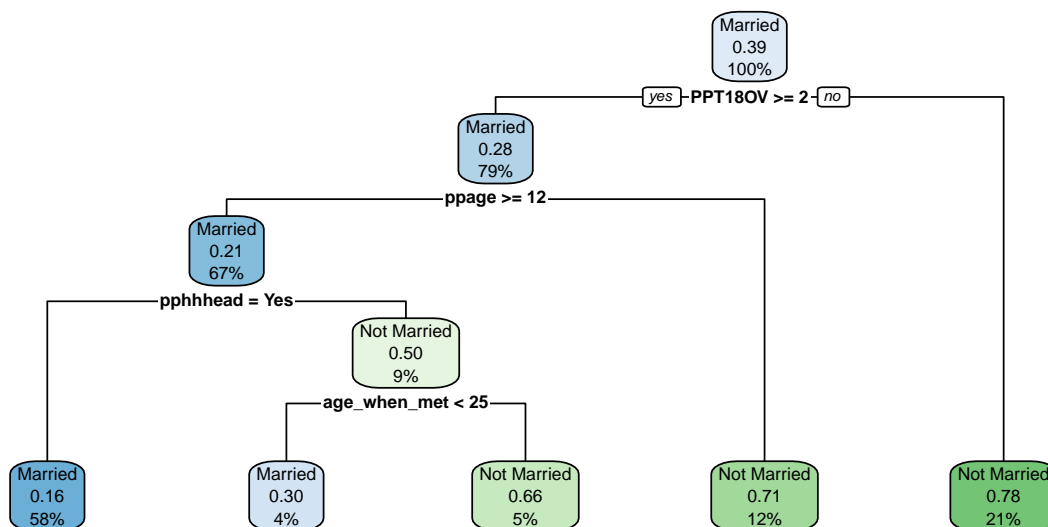 Married
0.39
100%
yes PPT18OV >= 2 no
Married
0.28
79%
ppage >= 12
Married
0.21
67%
pphhhead = Yes
Not Married
0.50
9%
age_when_met < 25
Married
0.16
58%
Married
0.30
4%
Not Married
0.66
5%
Not Married
0.71
12%
Not Married
0.78
21%